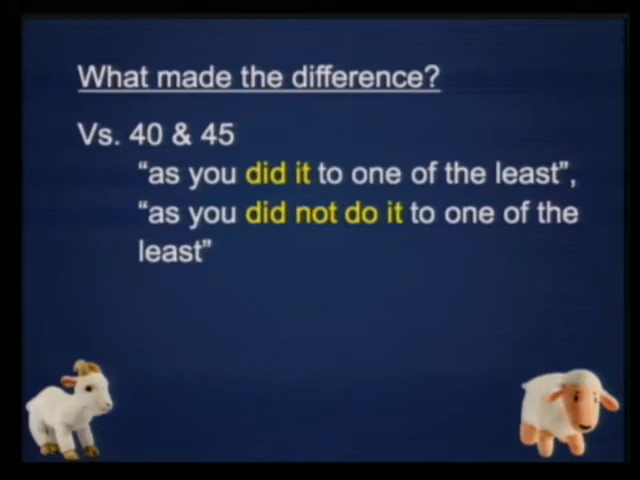 What made the difference?
Vs. 40 & 45
“as you did it to one of the least”,
“as you did not do it to one of the
least”